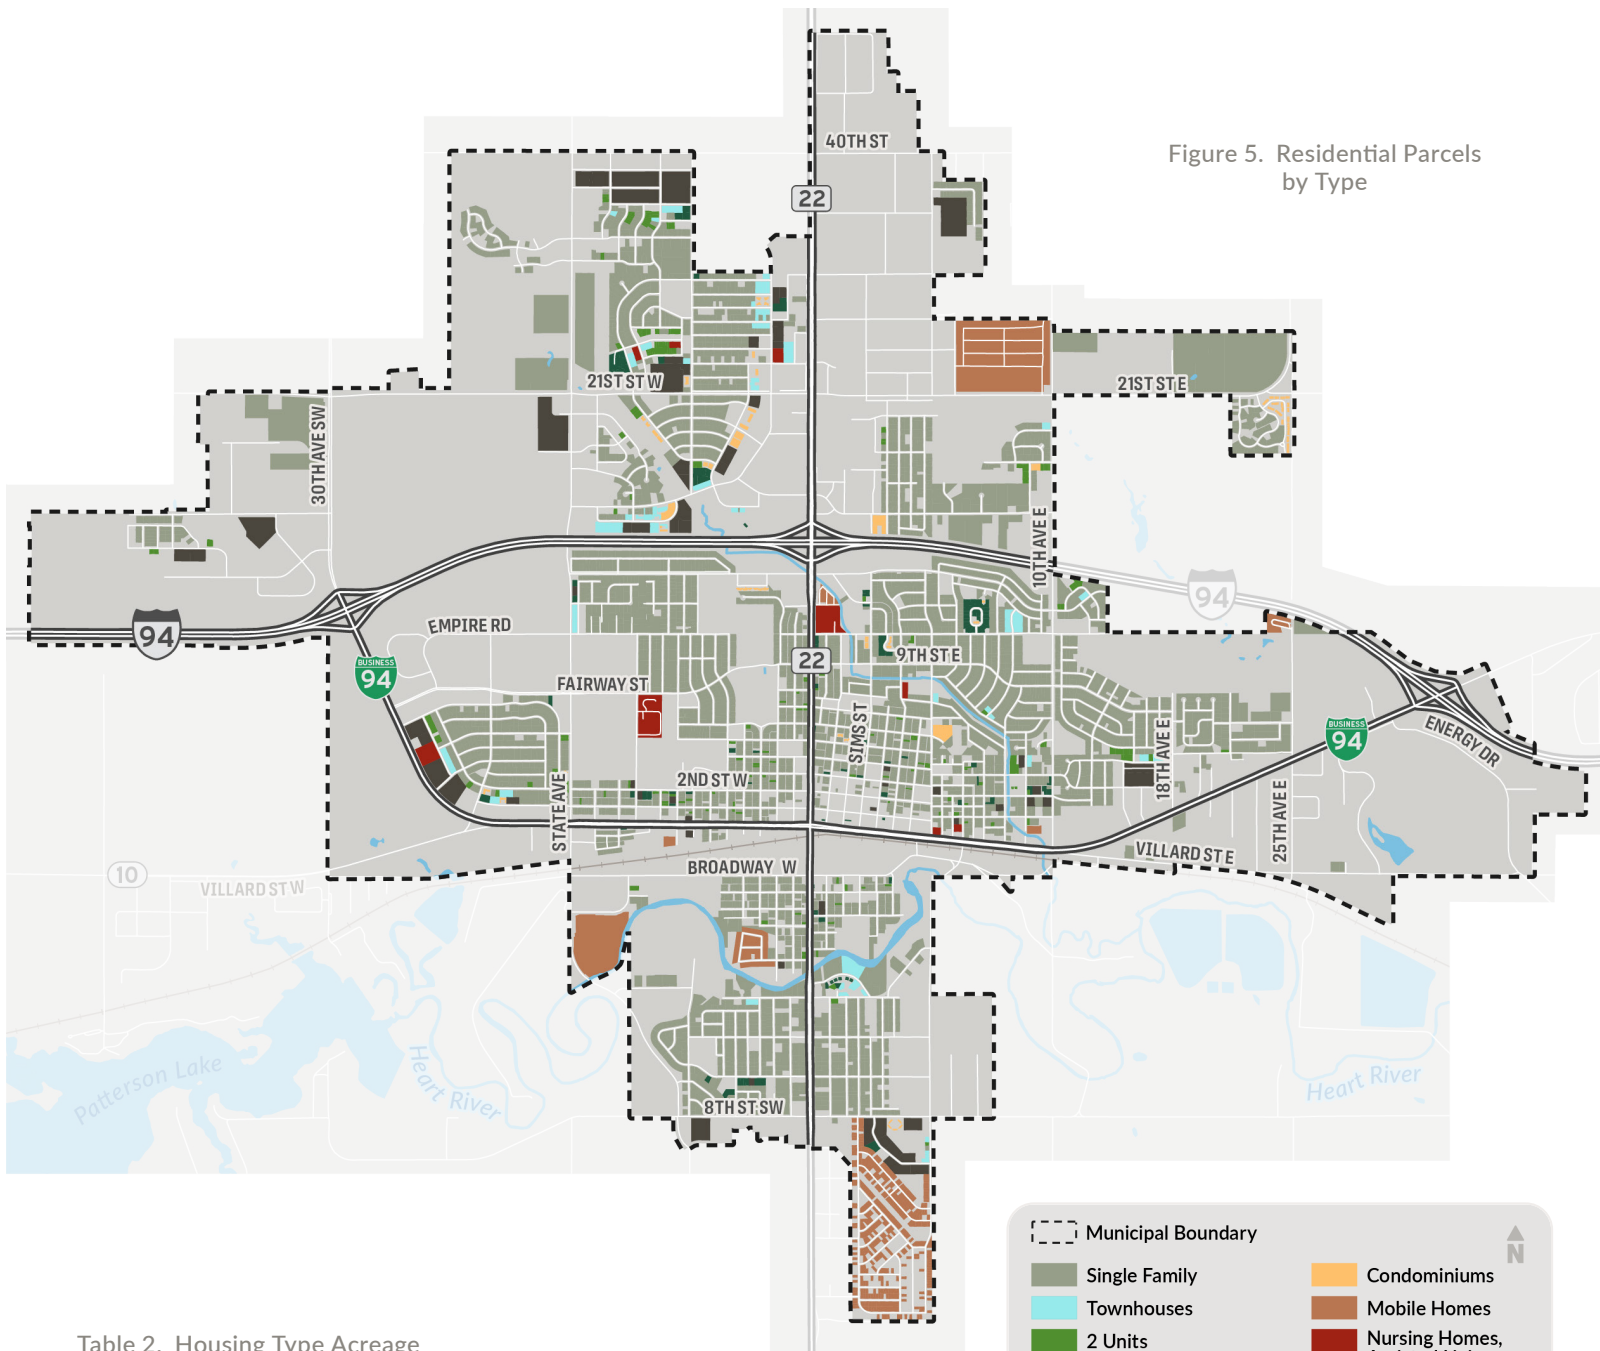 40TH ST
Figure 5. Residential Parcels
by Type
22
21ST ST W
21ST ST E
30TH AVE SW
10TH AVE E
94
94
EMPIRE RD
BUSINESS
94
22
9TH ST E
FAIRWAY ST
SIMS ST
18TH AVE E
BUSINESS
94
ENERGY DR
2ND ST W
STATE AVE
25TH AVE E
VILLARD ST E
BROADWAY W
10
VILLARD ST W
Patterson Lake
Heart River
Heart River
8TH ST SW
Municipal Boundary
N
Single Family
Condominiums
Townhouses
Mobile Homes
2 Units
Nursing Homes,
Table 2. Housing Type Acreage